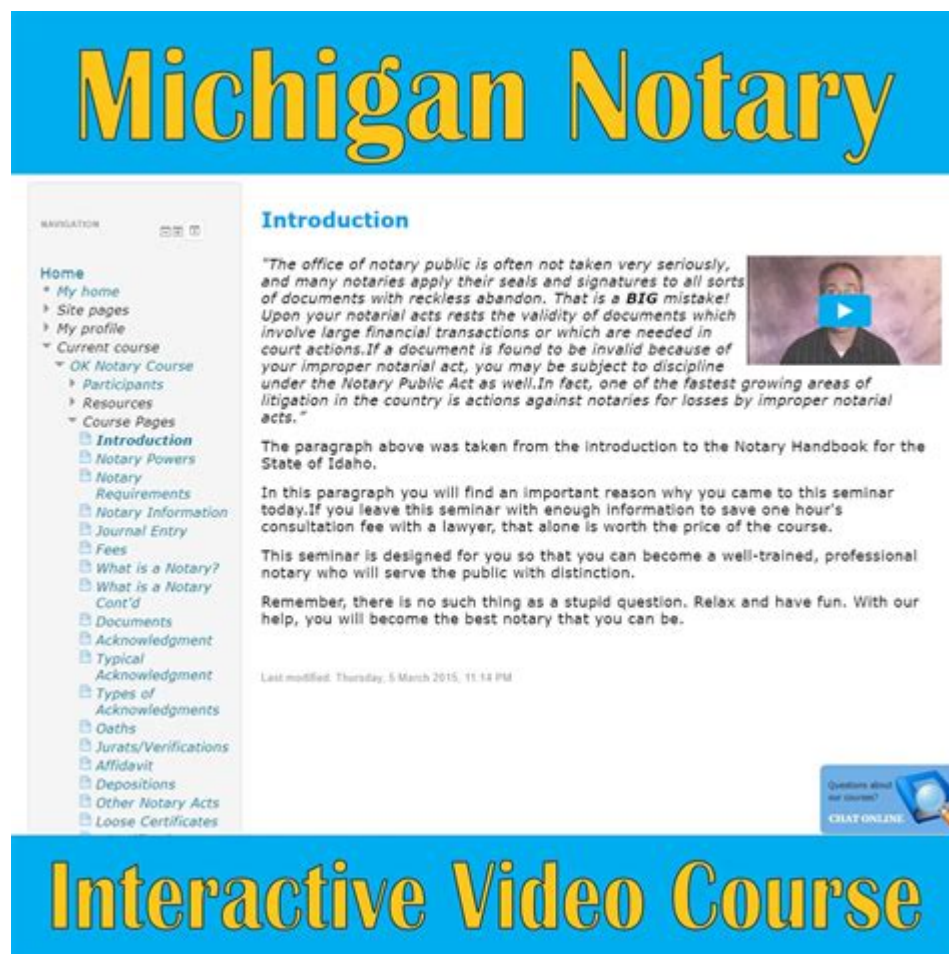 Michigan Notary
NAVIGATION
Home
My home
Site pages
My profile
Current course
OK Notary Course
Participants
Resources
Course Pages
Introduction
Notary Powers
Notary
Requirements
Notary Information
Journal Entry
Fees
What is a Notary?
What is a Notary
Cont'd
Documents
Acknowledgment
Typical
Acknowledgment
Types of
Acknowledgments
Oaths
Jurats/Verifications
Affidavit
Depositions
Other Notary Acts
Loose Certificates
Introduction
"The office of notary public is often not taken very seriously,
and many notaries apply their seals and signatures to all sorts
of documents with reckless abandon. That is a BIG mistake!
Upon your notarial acts rests the validity of documents which
involve large financial transactions or which are needed in
court actions.If a document is found to be invalid because of
your improper notarial act, you may be subject to discipline
under the Notary Public Act as well.In fact, one of the fastest growing areas of
litigation in the country is actions against notaries for losses by improper notarial
acts."
The paragraph above was taken from the introduction to the Notary Handbook for the
State of Idaho.
In this paragraph you will find an important reason why you came to this seminar
today.If you leave this seminar with enough information to save one hour's
consultation fee with a lawyer, that alone is worth the price of the course.
This seminar is designed for you so that you can become a well-trained, professional
notary who will serve the public with distinction.
Remember, there is no such thing as a stupid question. Relax and have fun. With our
help, you will become the best notary that you can be.
Last modified: Thursday, 5 March 2015, 11:14 PM
Questions about
our courses?
CHAT ONLINE
Interactive Video Course